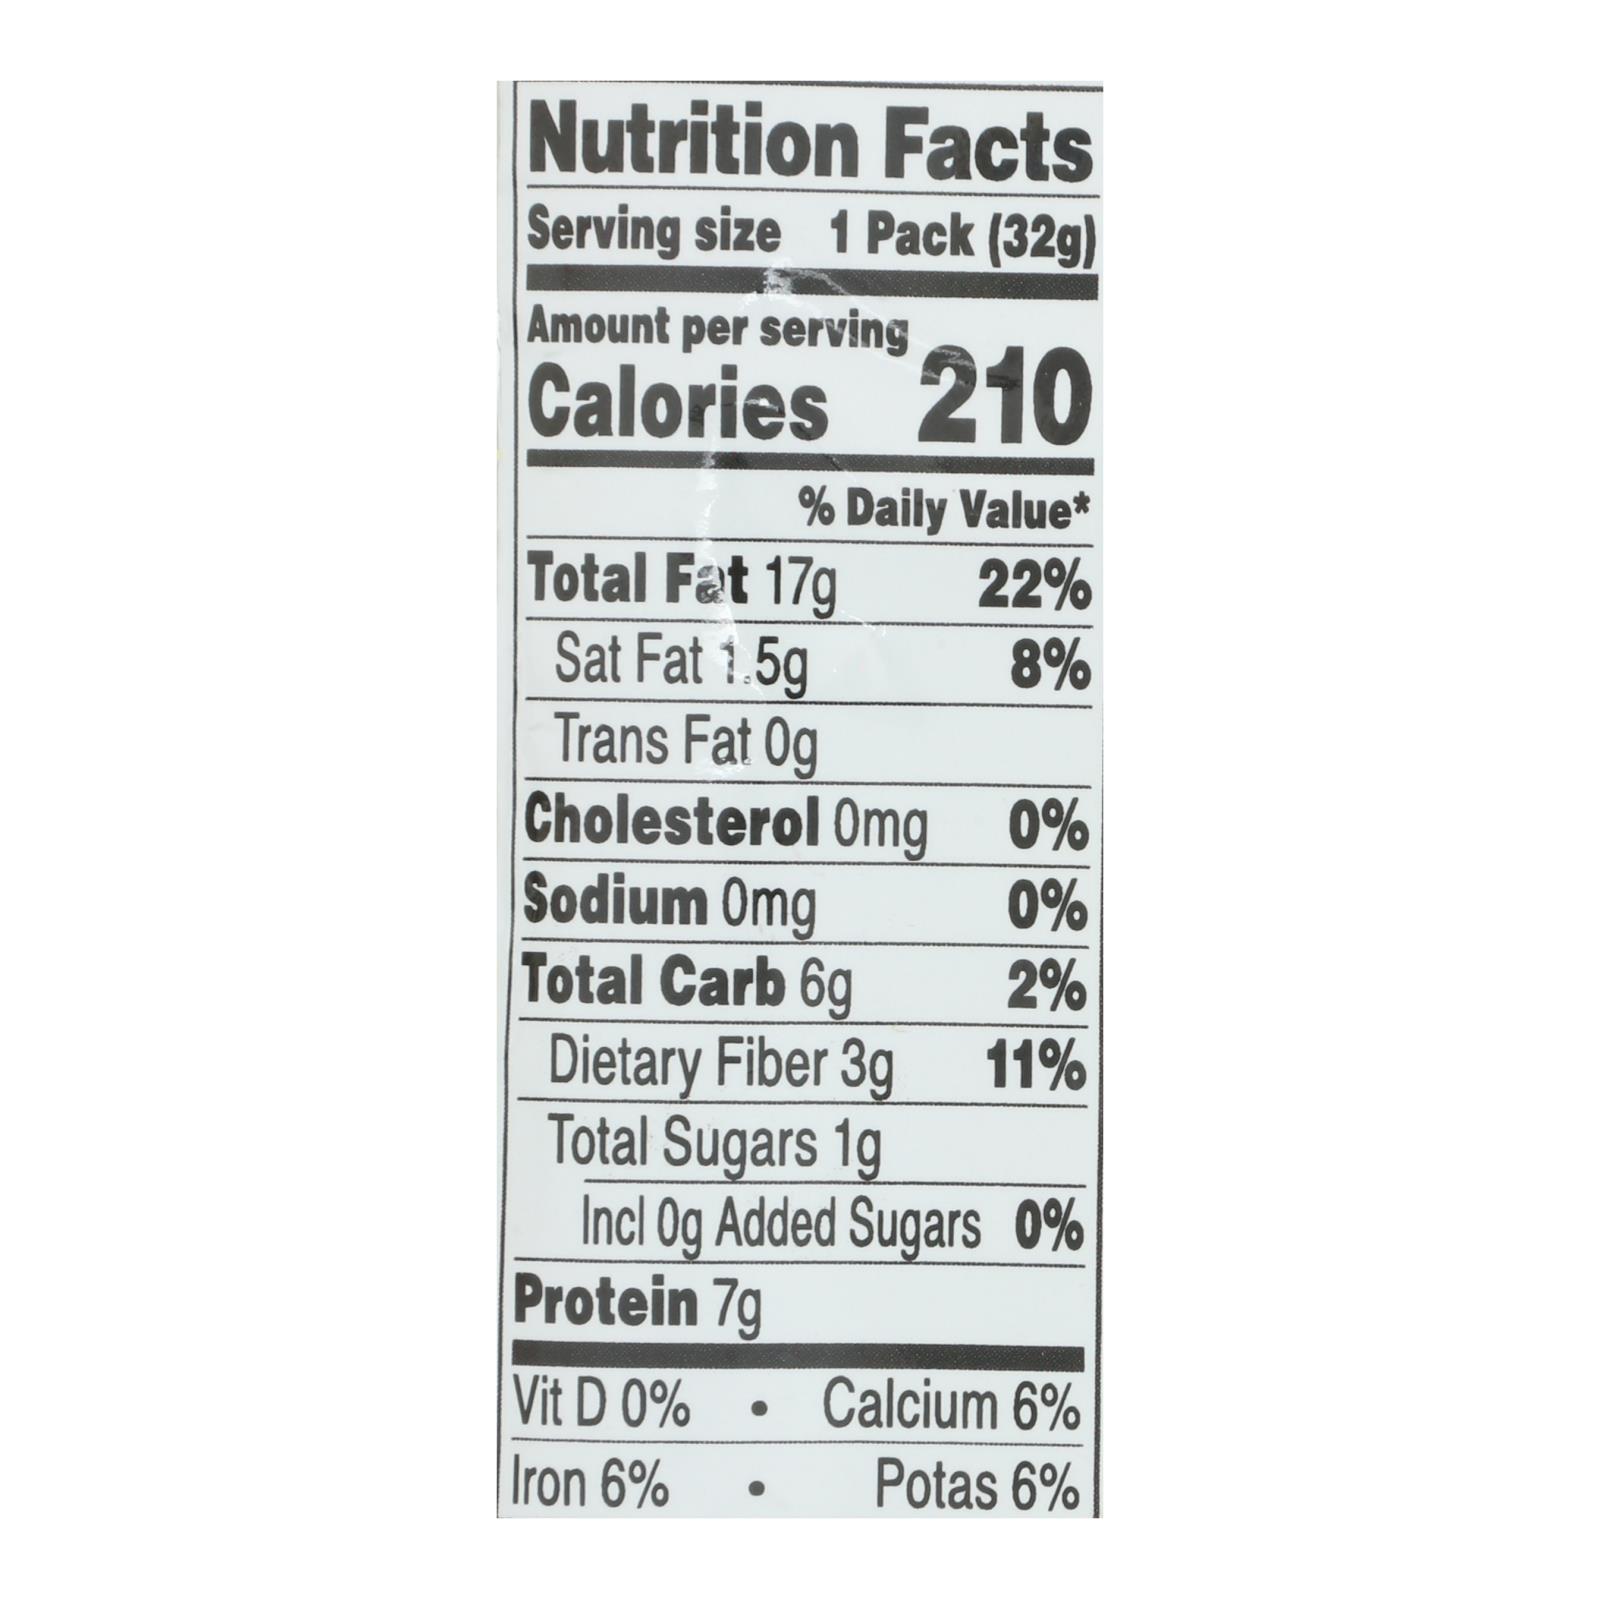 Nutrition Facts
Serving size 1 Pack (32g)
Amount per serving
Calories 210
% Daily Value*
Total Fat 17g 22%
Sat Fat 1.5g 8%
Trans Fat 0g
Cholesterol 0mg 0%
Sodium 0mg 0%
Total Carb 6g 2%
Dietary Fiber 3g 11%
Total Sugars 1g
Incl 0g Added Sugars 0%
Protein 7g
Vit D 0% • Calcium 6%
Iron 6% • Potas 6%